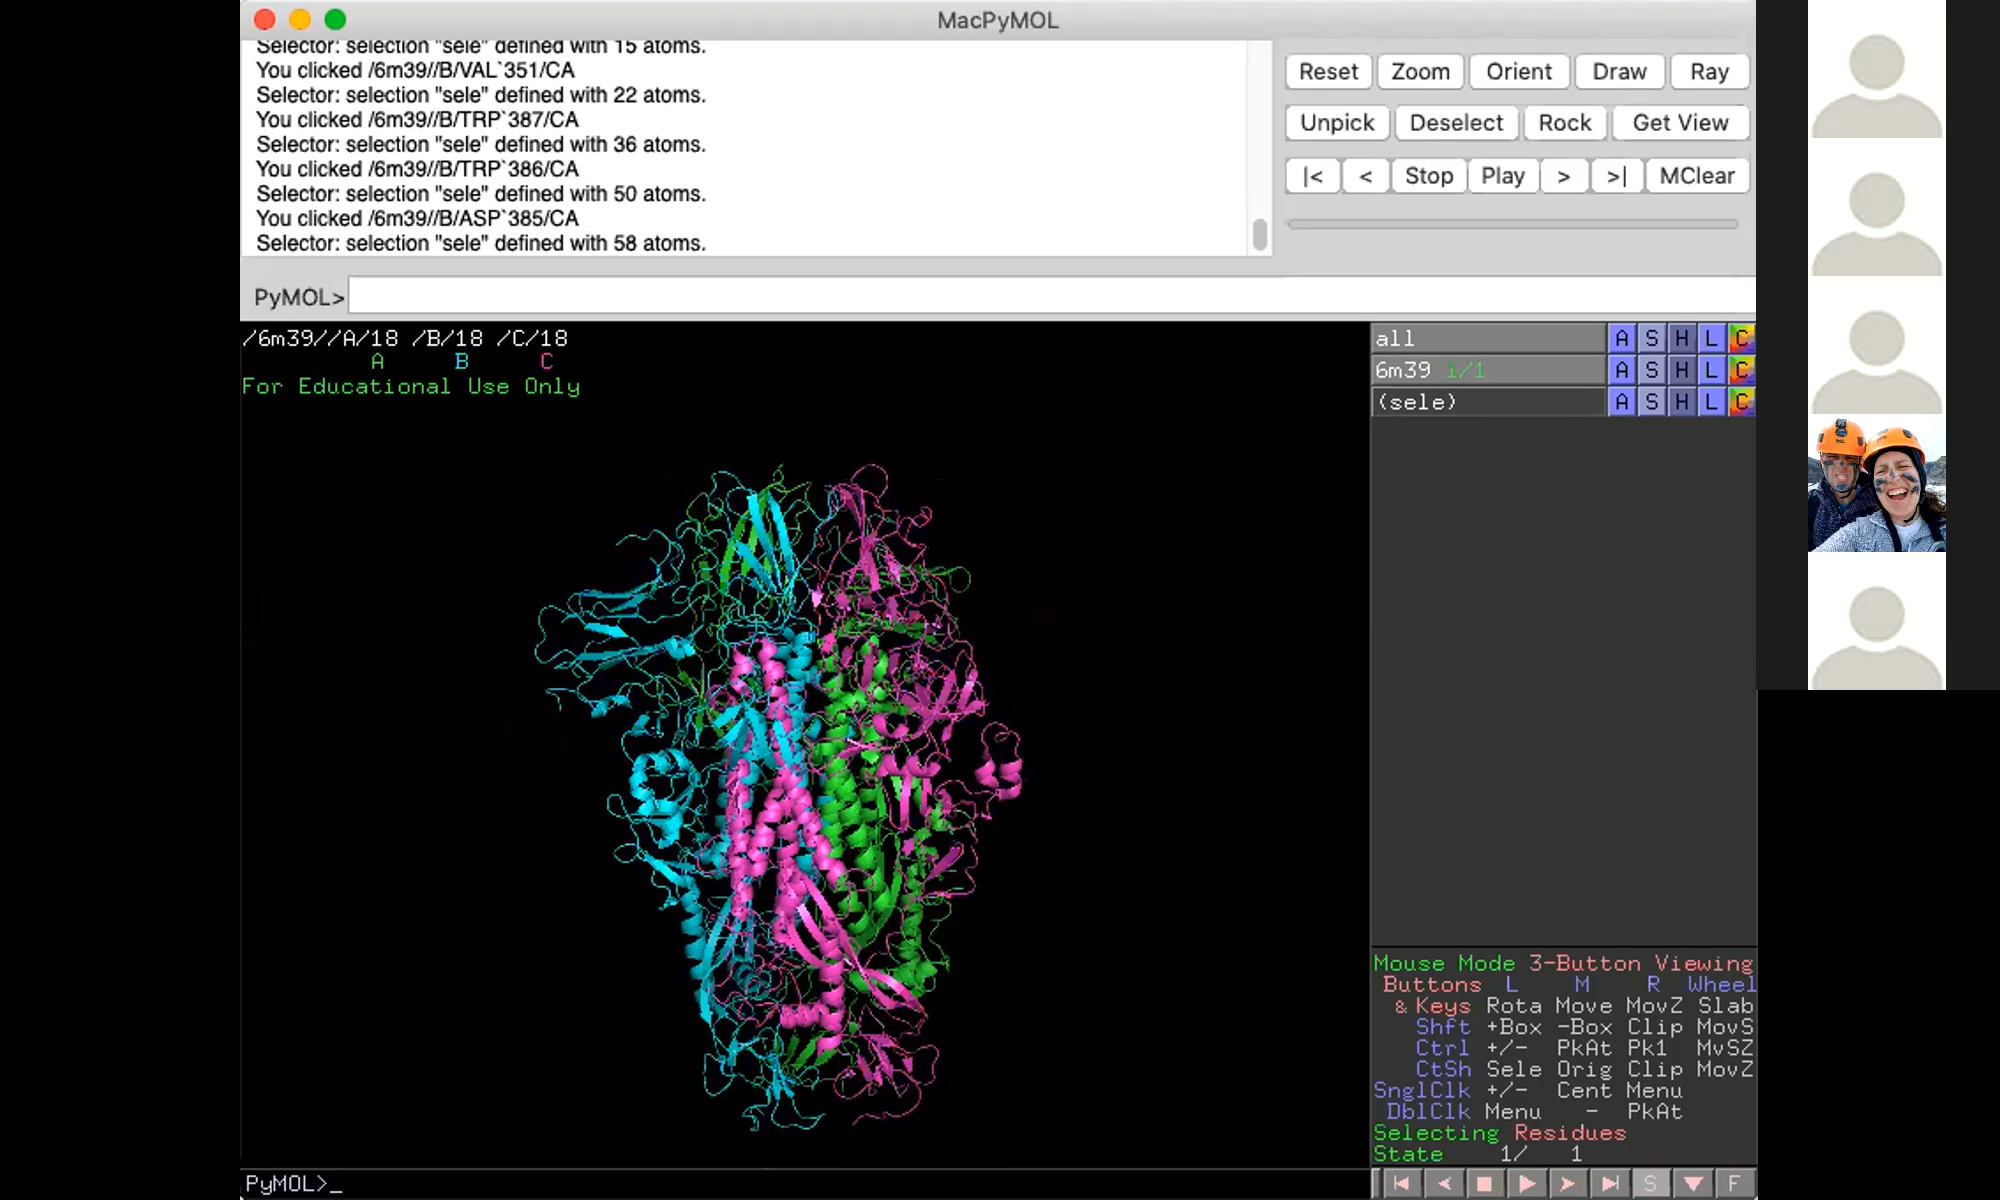 MacPyMOL
Selector: selection "sele" defined with 15 atoms.
You clicked /6m39//B/VAL`351/CA
Selector: selection "sele" defined with 22 atoms.
You clicked /6m39//B/TRP`387/CA
Selector: selection "sele" defined with 36 atoms.
You clicked /6m39//B/TRP`386/CA
Selector: selection "sele" defined with 50 atoms.
You clicked /6m39//B/ASP`385/CA
Selector: selection "sele" defined with 58 atoms.
Reset Zoom Orient Draw Ray
Unpick Deselect Rock Get View
|< < Stop Play > >| MClear
PyMOL>
/6m39//A/18 /B/18 /C/18
A B C
For Educational Use Only
all A S H L C
6m39 1/1 A S H L C
(sele) A S H L C
Mouse Mode 3-Button Viewing
Buttons L M R Wheel
& Keys Rota Move MovZ Slab
Shft +Box -Box Clip MovS
Ctrl +/- PkAt Pk1 MvSZ
CtSh Sele Orig Clip MovZ
SnglClk +/- Cent Menu
DblClk Menu - PkAt
Selecting Residues
State 1/ 1
S F
PyMOL>_